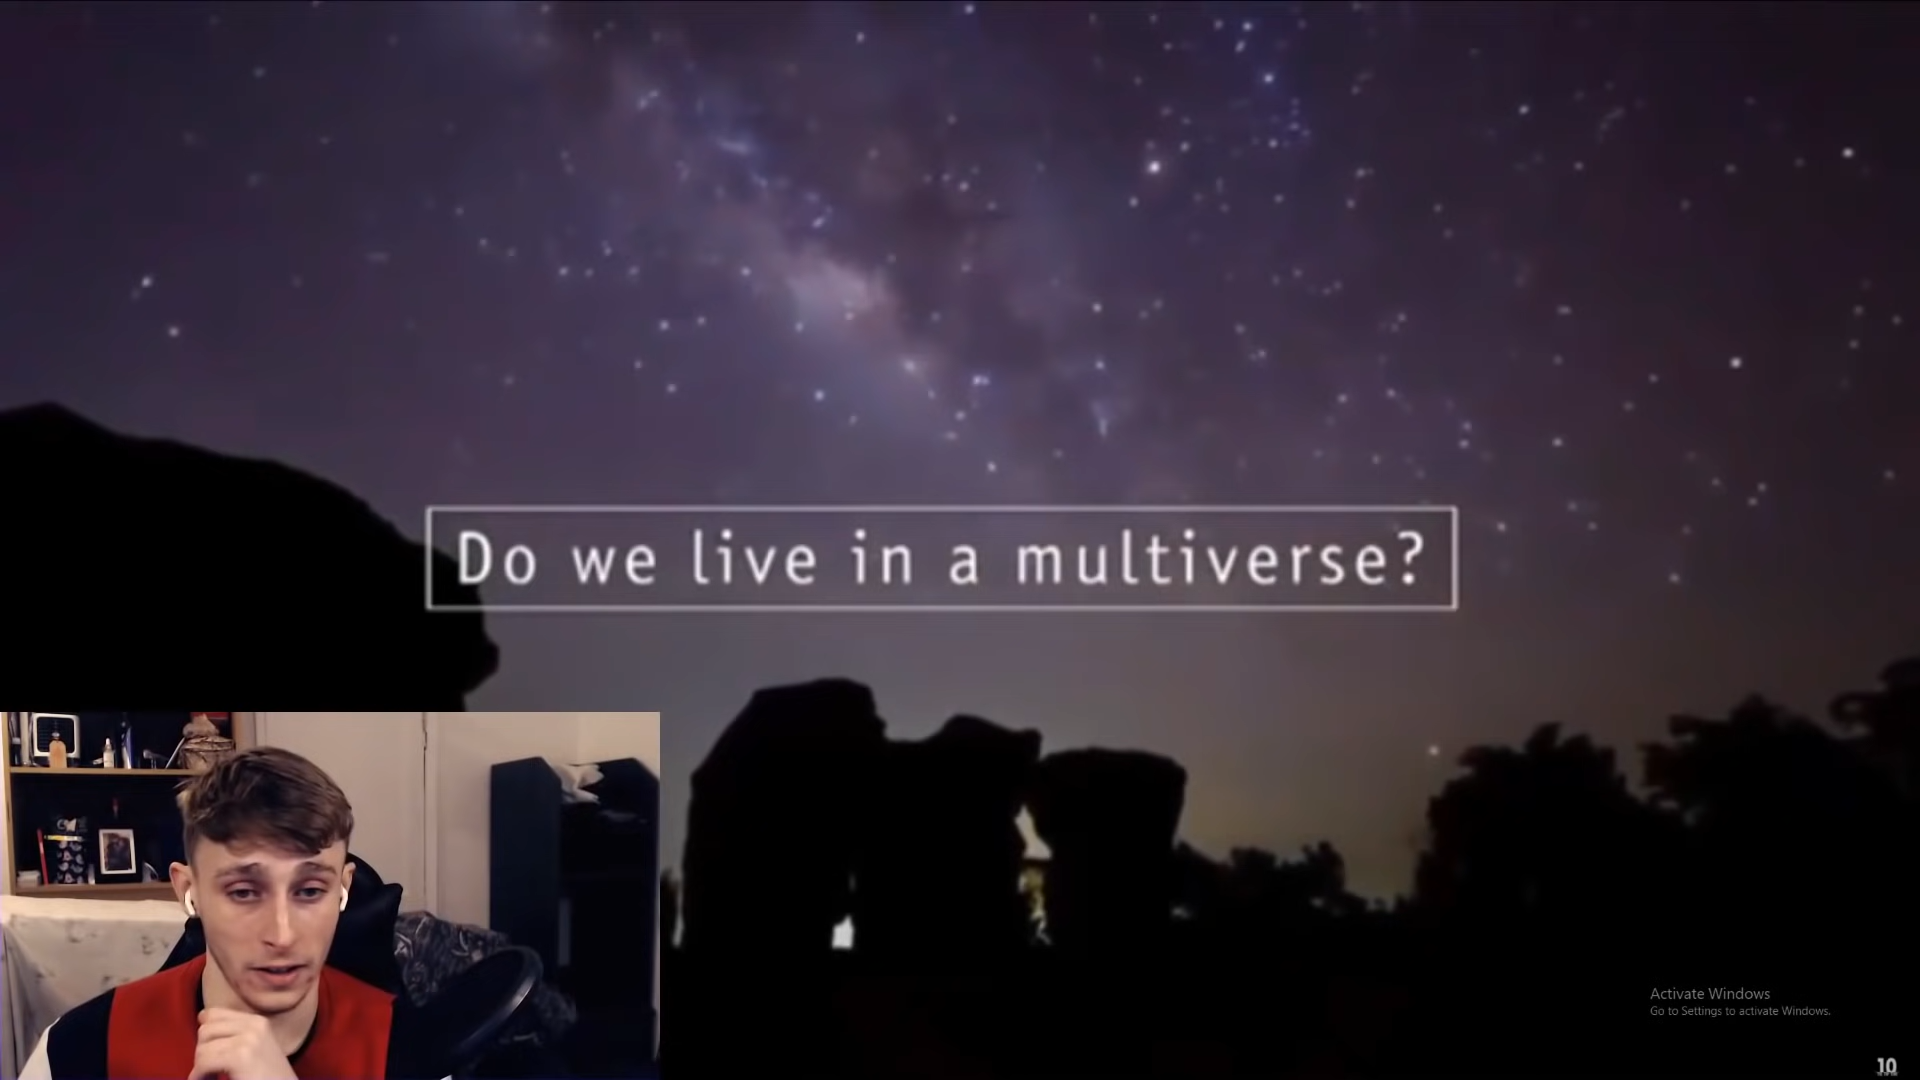 Do we live in a multiverse?
Activate Windows
Go to Settings to activate Windows.
10